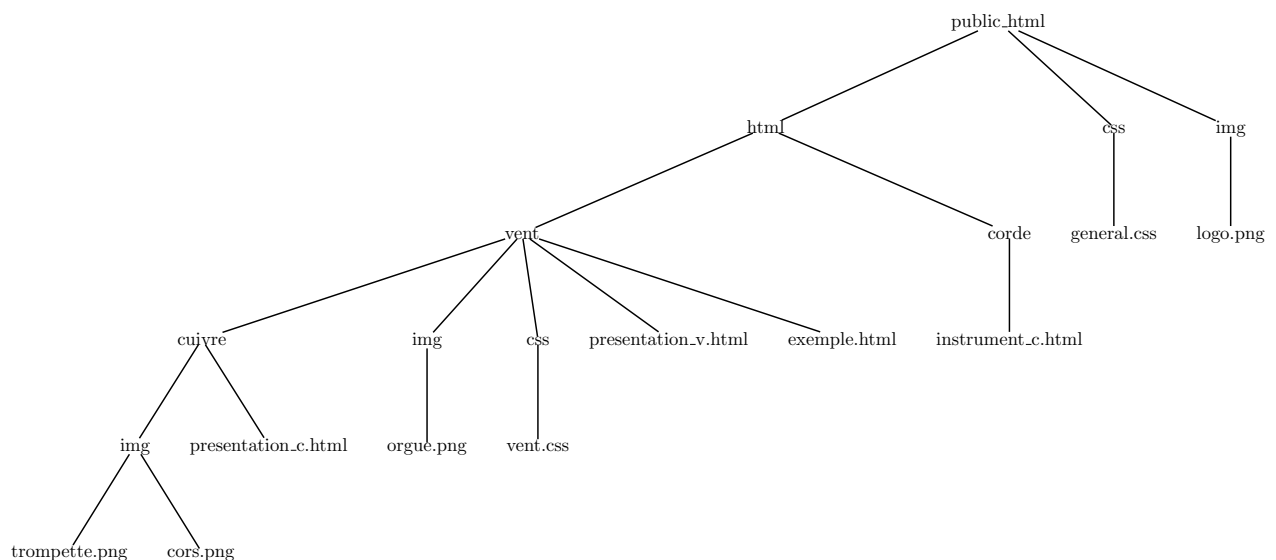 public_html
html css img
vent corde general.css logo.png
cuivre img css presentation_v.html exemple.html instrument_c.html
img presentation_c.html orgue.png vent.css
trompette.png cors.png